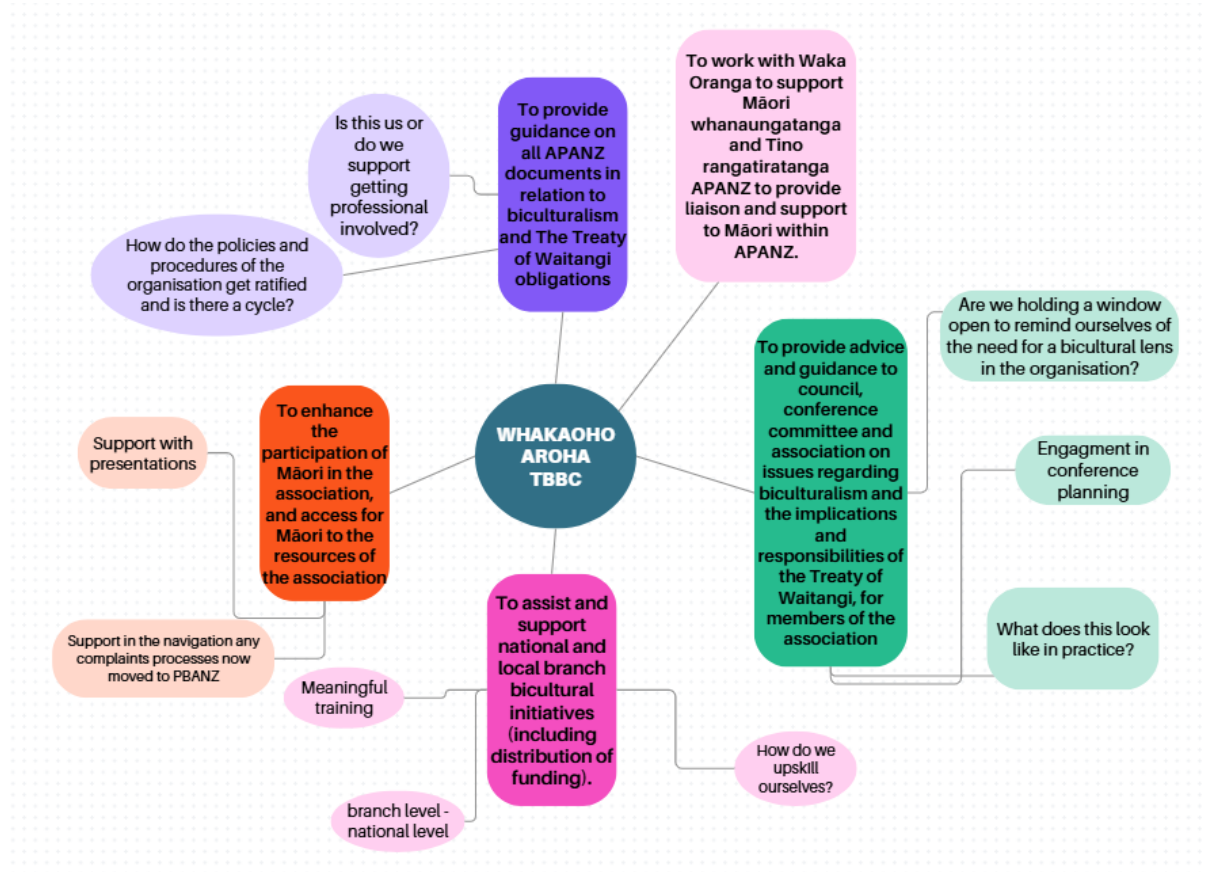 WHAKAOHO
AROHA
TBBC
To provide
guidance on
all APANZ
documents in
relation to
biculturalism
and The Treaty
of Waitangi
obligations
Is this us or
do we
support
getting
professional
involved?
How do the policies and
procedures of the
organisation get ratified
and is there a cycle?
To work with Waka
Oranga to support
Māori
whanaungatanga
and Tino
rangatiratanga
APANZ to provide
liaison and support
to Māori within
APANZ.
To provide advice
and guidance to
council,
conference
committee and
association on
issues regarding
biculturalism and
the implications
and
responsibilities of
the Treaty of
Waitangi, for
members of the
association
Are we holding a window
open to remind ourselves of
the need for a bicultural lens
in the organisation?
Engagment in
conference
planning
What does this look
like in practice?
To assist and
support
national and
local branch
bicultural
initiatives
(including
distribution of
funding).
How do we
upskill
ourselves?
Meaningful
training
branch level -
national level
To enhance
the
participation of
Māori in the
association,
and access for
Māori to the
resources of
the association
Support with
presentations
Support in the navigation any
complaints processes now
moved to PBANZ